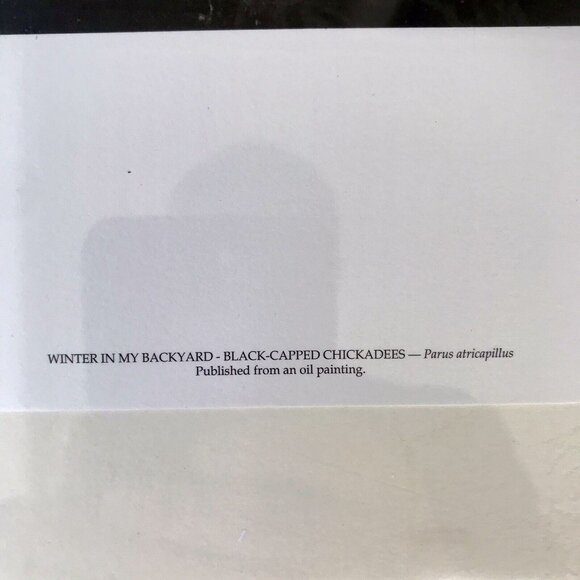 WINTER IN MY BACKYARD - BLACK-CAPPED CHICKADEES — Parus atricapillus
Published from an oil painting.